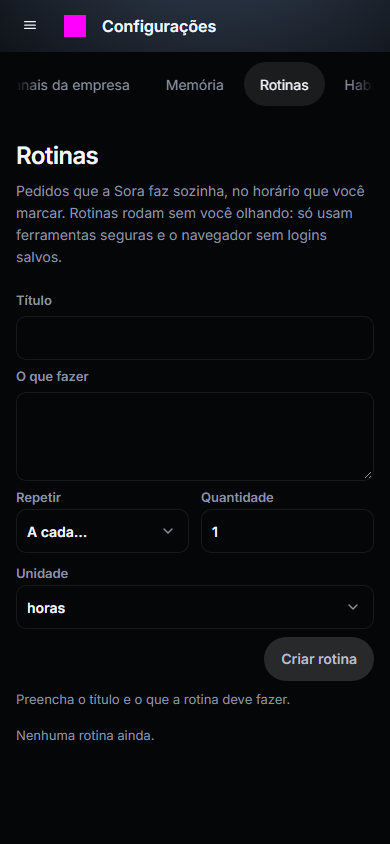 Configurações
nais da empresa Memória Rotinas Hab
Rotinas
Pedidos que a Sora faz sozinha, no horário que você
marcar. Rotinas rodam sem você olhando: só usam
ferramentas seguras e o navegador sem logins
salvos.
Título
O que fazer
Repetir Quantidade
A cada... 1
Unidade
horas
Criar rotina
Preencha o título e o que a rotina deve fazer.
Nenhuma rotina ainda.